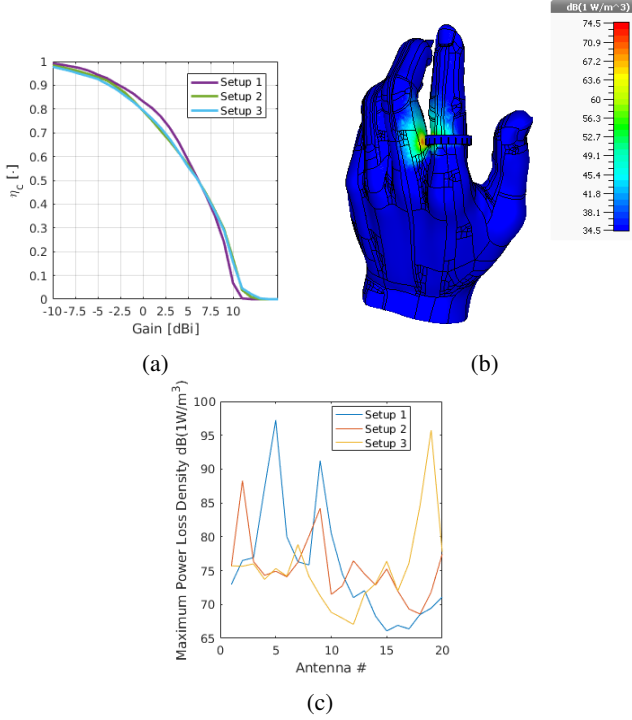 dB(1 W/m^3)
74.5
67.2
63.6
60
56.3
52.7
49.1
45.4
41.8
38.1
34.5
1
0.9
0.8
0.7
0.6
0.5
0.4
0.3
0.2
0.1
0
η_c [·]
Setup 1
Setup 2
Setup 3
-10 -7.5 -5 -2.5 0 2.5 5 7.5 10
Gain [dBi]
(a)
(b)
100
95
90
85
80
75
70
65
Maximum Power Loss Density dB(1W/m³)
Setup 1
Setup 2
Setup 3
0 5 10 15 20
Antenna #
(c)